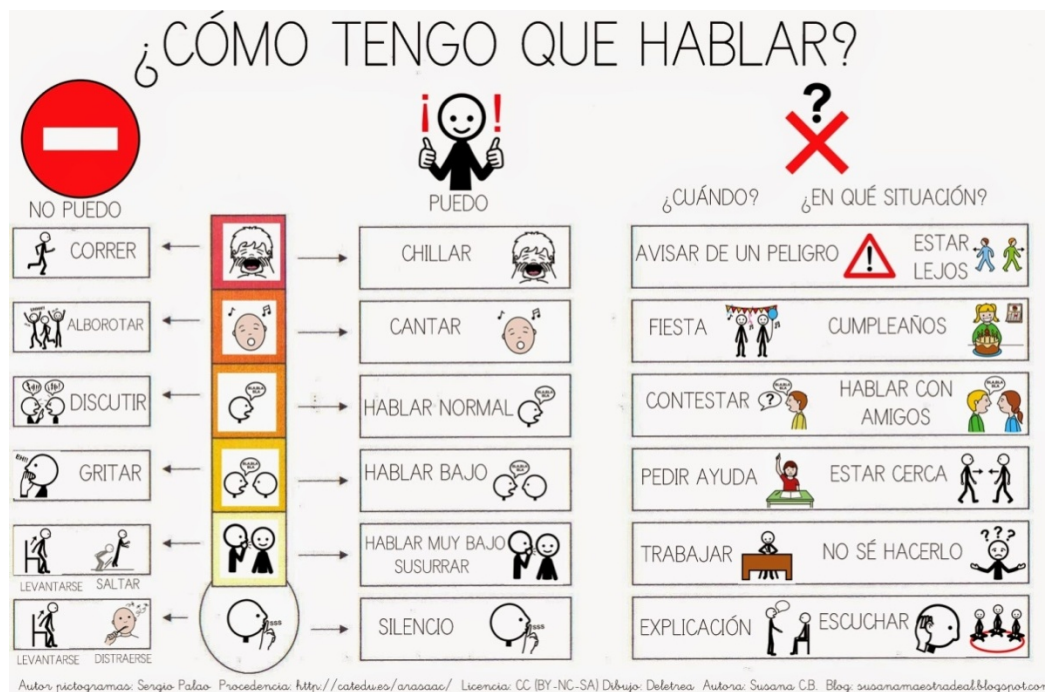 ¿CÓMO TENGO QUE HABLAR?
NO PUEDO
PUEDO
¿CUÁNDO? ¿EN QUÉ SITUACIÓN?
CORRER
CHILLAR
AVISAR DE UN PELIGRO
ESTAR LEJOS
ALBOROTAR
CANTAR
FIESTA
CUMPLEAÑOS
DISCUTIR
HABLAR NORMAL
CONTESTAR
HABLAR CON AMIGOS
GRITAR
HABLAR BAJO
PEDIR AYUDA
ESTAR CERCA
LEVANTARSE SALTAR
HABLAR MUY BAJO
SUSURRAR
TRABAJAR
NO SÉ HACERLO
LEVANTARSE DISTRAERSE
SILENCIO
EXPLICACIÓN
ESCUCHAR
Autor pictogramas: Sergio Palao Procedencia: http://catedu.es/arasaac/ Licencia: CC (BY-NC-SA) Dibujo: Deletrea Autora: Susana C.B. Blog: susanamaestradeal.blogspot.com